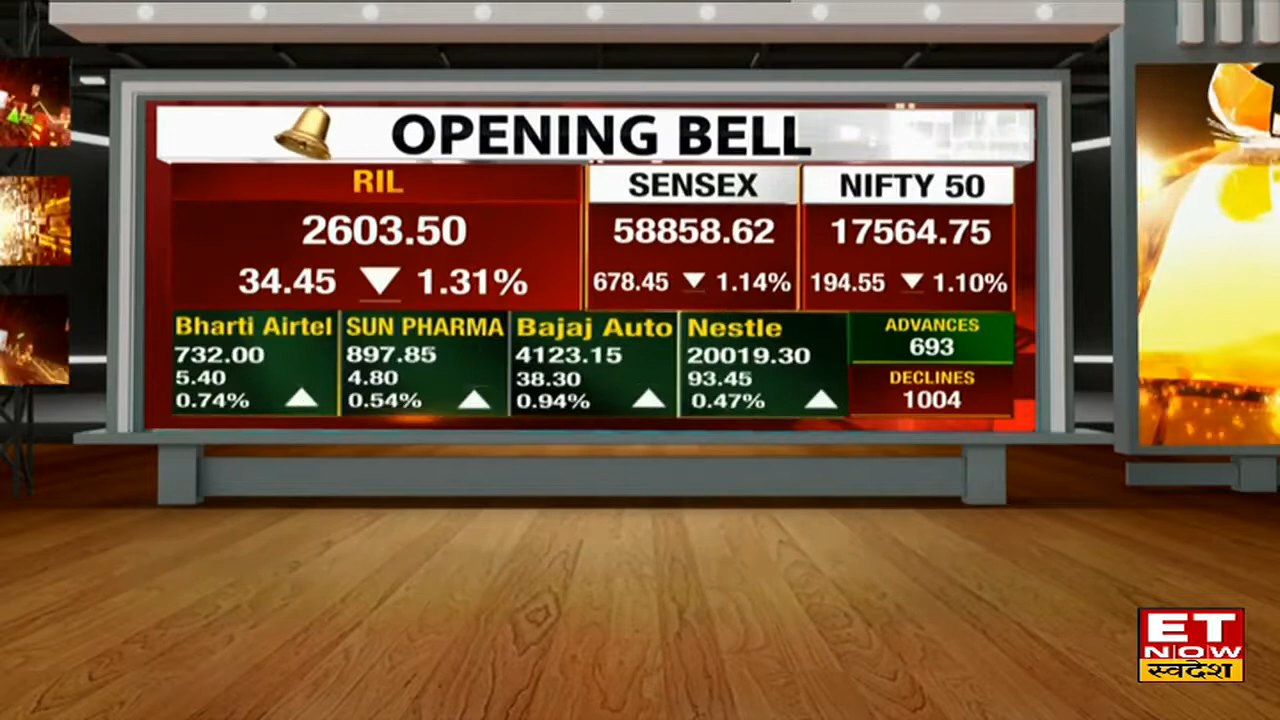 OPENING BELL
RIL
2603.50
34.45 ▼ 1.31%
SENSEX
58858.62
678.45 ▼ 1.14%
NIFTY 50
17564.75
194.55 ▼ 1.10%
Bharti Airtel
732.00
5.40
0.74% ▲
SUN PHARMA
897.85
4.80
0.54% ▲
Bajaj Auto
4123.15
38.30
0.94% ▲
Nestle
20019.30
93.45
0.47% ▲
ADVANCES
693
DECLINES
1004
ET
NOW
स्वदेश